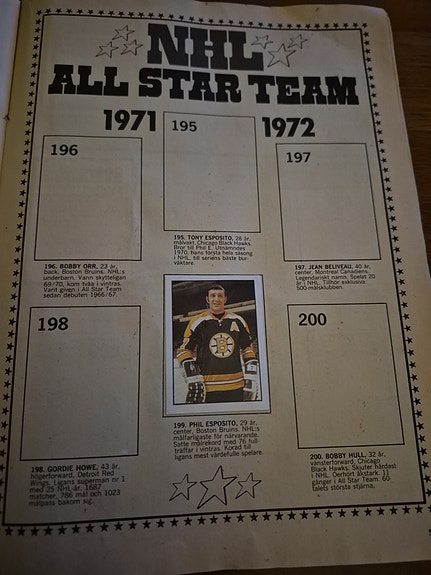 NHL
ALL STAR TEAM
1971
1972
195
196
197
195. TONY ESPOSITO, 28 år,
målvakt, Chicago Black Hawks.
Bror till Phil E. Utnämndes
1970, hans första hela säsong
i NHL, till seriens bäste bur-
väktare.
196. BOBBY ORR, 23 år,
back, Boston Bruins. NHL:s
underbarn. Vann skytteligan
69/70, kom tvåa i vintras.
Varit given i All Star Team
sedan debuten 1966/67.
197. JEAN BELIVEAU, 40 år,
center, Montreal Canadiens.
Legendariskt namn. Spelat 20
år i NHL. Tillhör exklusiva
500-målsklubben.
198
A
B
200
199. PHIL ESPOSITO, 29 år,
center, Boston Bruins. NHL:s
målfarligaste för närvarande.
Satte målrekord med 76 full-
träffar i vintras. Korad till
ligans mest värdefulle spelare.
198. GORDIE HOWE, 43 år,
högerforward, Detroit Red
Wings. Ligans superman nr 1
med 25 NHL-år, 1687
matcher, 786 mål och 1023
målpass bakom sig.
200. BOBBY HULL, 32 år,
vänsterforward, Chicago
Black Hawks. Skjuter hårdast
i NHL. Oerhört åkstark. 11
gånger i All Star Team. 60-
talets största stjärna.